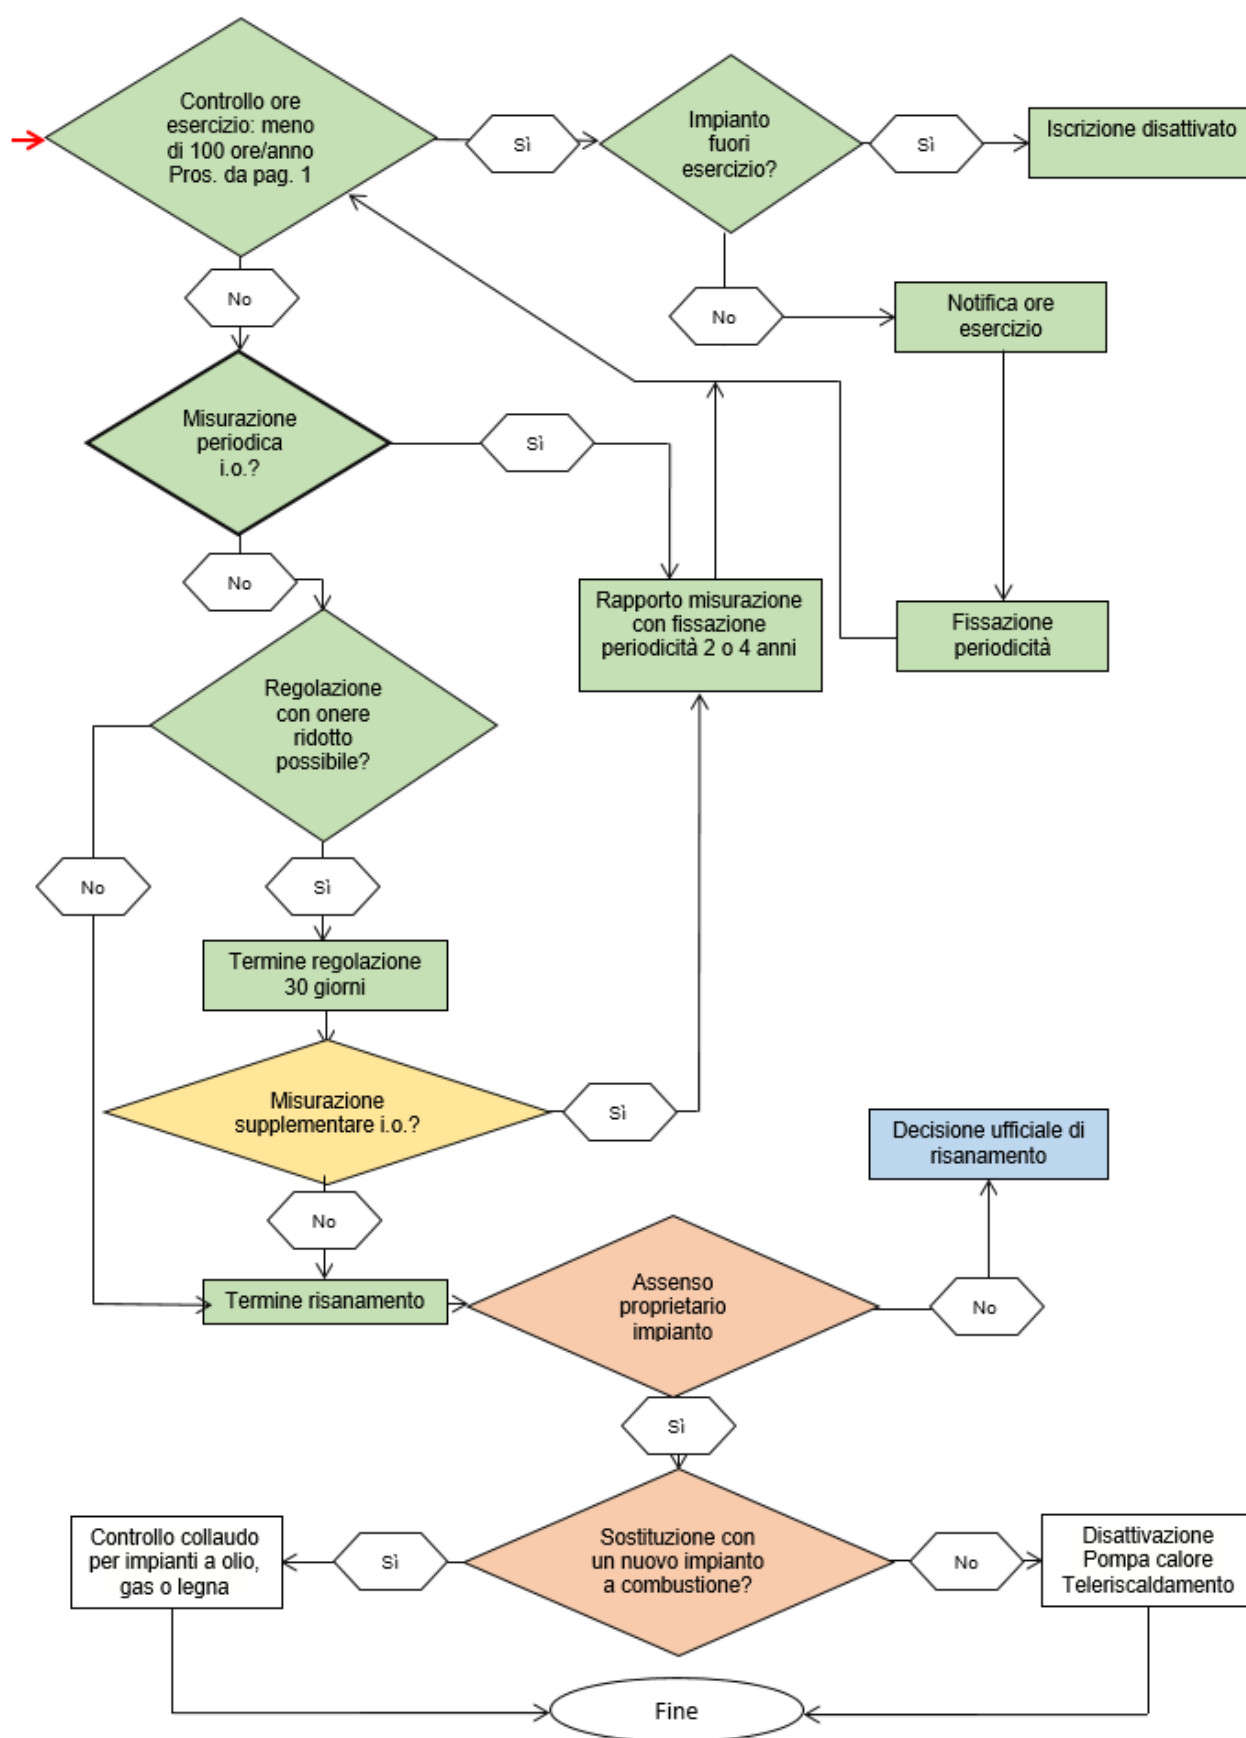 Controllo ore
esercizio: meno
di 100 ore/anno
Pros. da pag. 1
Sì
Impianto
fuori
esercizio?
Sì
Iscrizione disattivato
No
No
Notifica ore
esercizio
Misurazione
periodica
i.o.?
Sì
No
Rapporto misurazione
con fissazione
periodicità 2 o 4 anni
Fissazione
periodicità
Regolazione
con onere
ridotto
possibile?
No
Sì
Termine regolazione
30 giorni
Misurazione
supplementare i.o.?
Sì
Decisione ufficiale di
risanamento
No
Termine risanamento
Assenso
proprietario
impianto
No
Sì
Controllo collaudo
per impianti a olio,
gas o legna
Sì
Sostituzione con
un nuovo impianto
a combustione?
No
Disattivazione
Pompa calore
Teleriscaldamento
Fine